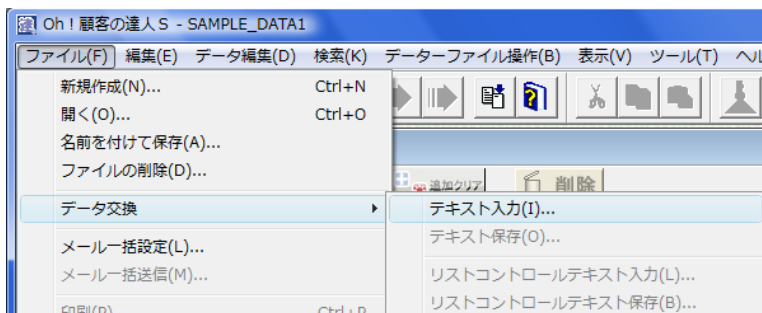 Oh！顧客の達人Ｓ - SAMPLE_DATA1
ファイル(F) 編集(E) データ編集(D) 検索(K) データーファイル操作(B) 表示(V) ツール(T)
新規作成(N)... Ctrl+N
開く(O)... Ctrl+O
名前を付けて保存(A)...
ファイルの削除(D)...
追加クリア 削除
データ交換 テキスト入力(I)...
テキスト保存(O)...
メール一括設定(L)...
メール一括送信(M)... リストコントロールテキスト入力(L)...
リストコントロールテキスト保存(B)...
印刷(P)... Ctrl+P